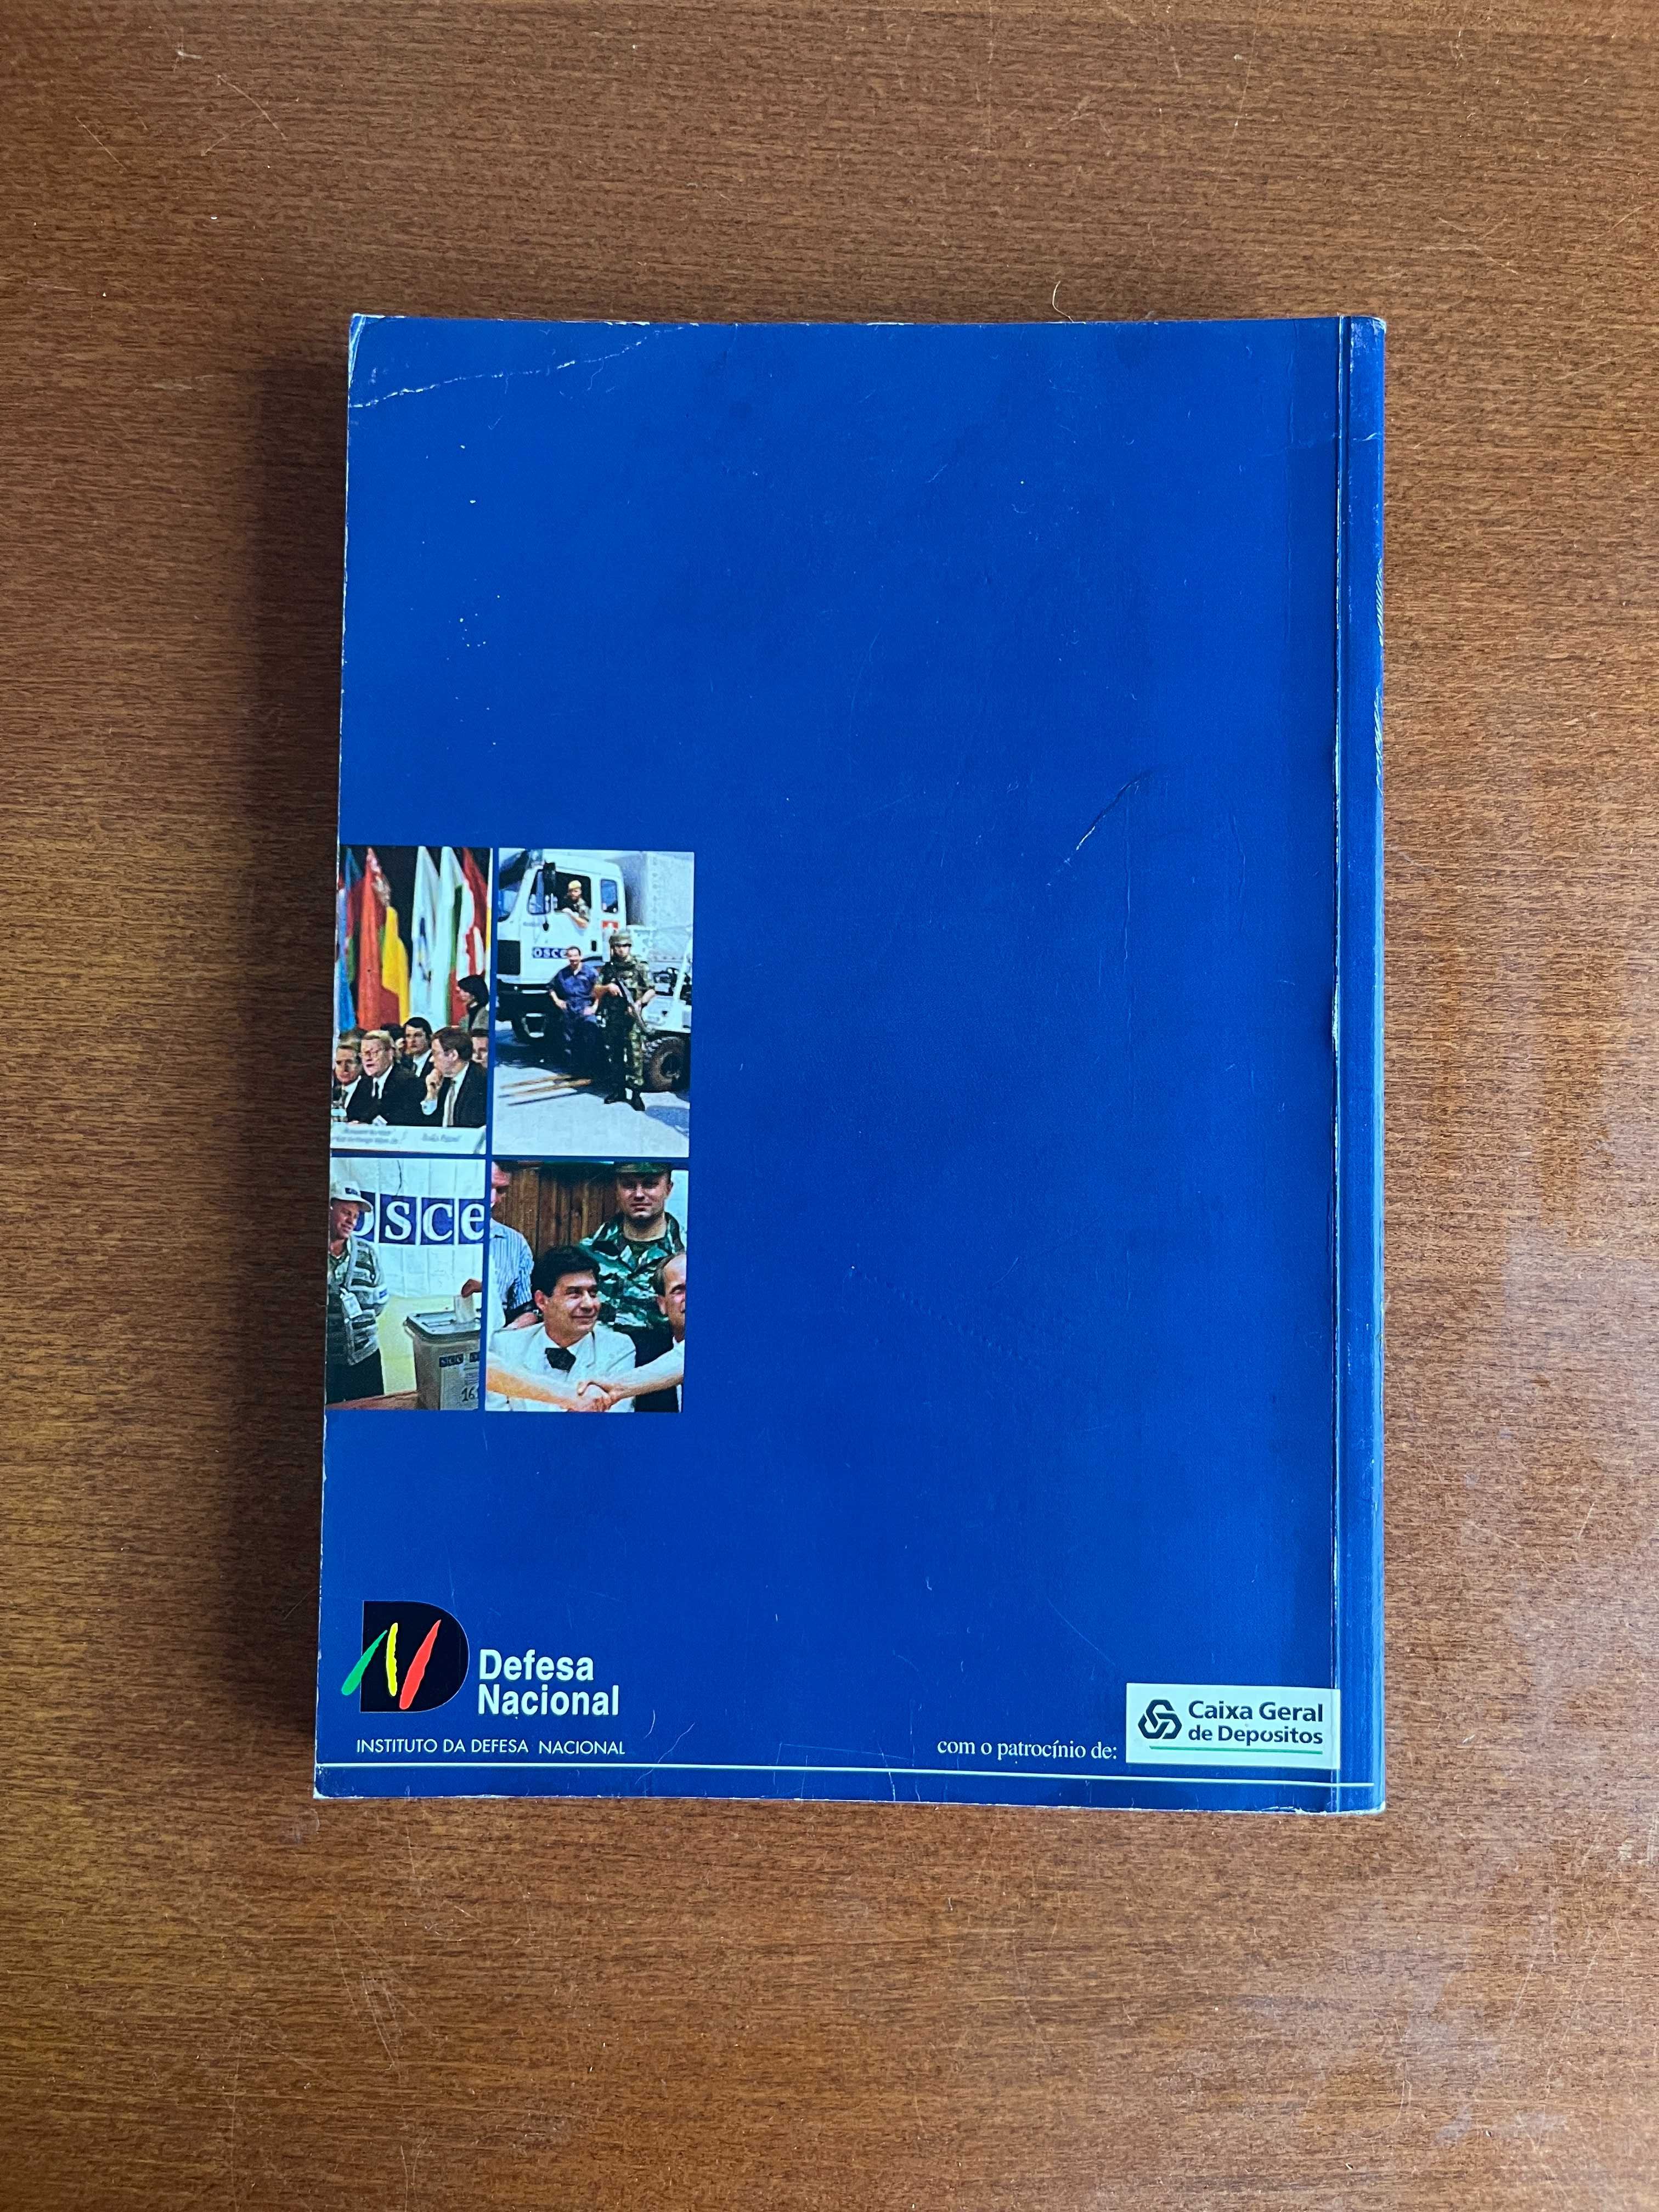 OSCE
OSCE
Defesa
Nacional
INSTITUTO DA DEFESA NACIONAL
com o patrocínio de:
Caixa Geral
de Depositos